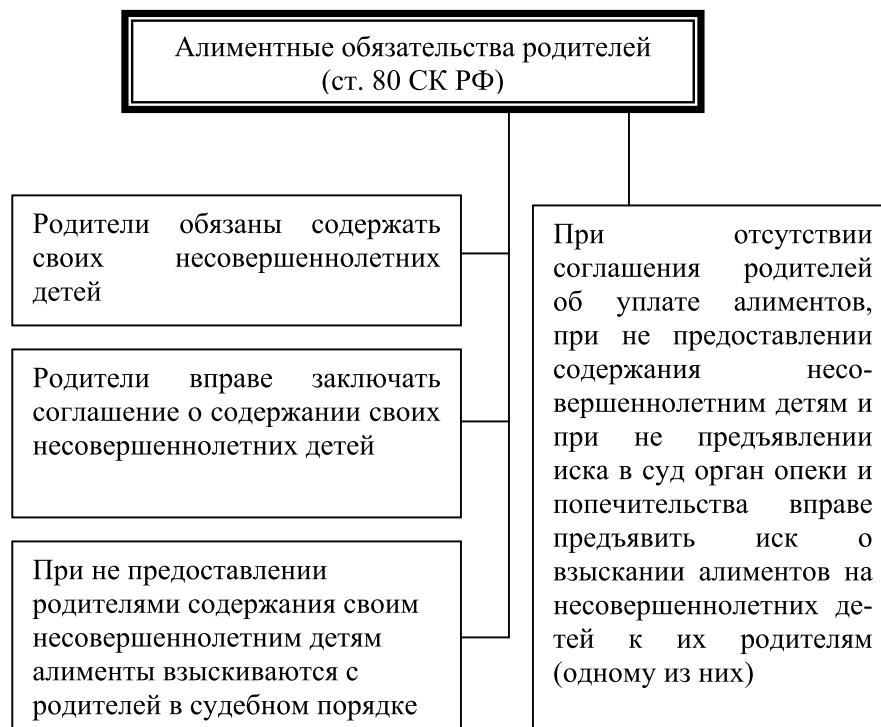 Алиментные обязательства родителей
(ст. 80 СК РФ)
Родители обязаны содержать
своих несовершеннолетних
детей
Родители вправе заключать
соглашение о содержании своих
несовершеннолетних детей
При не предоставлении
родителями содержания своим
несовершеннолетним детям
алименты взыскиваются с
родителей в судебном порядке
При отсутствии
соглашения родителей
об уплате алиментов,
при не предоставлении
содержания несо-
вершеннолетним детям и
при не предъявлении
иска в суд орган опеки и
попечительства вправе
предъявить иск о
взыскании алиментов на
несовершеннолетних де-
тей к их родителям
(одному из них)